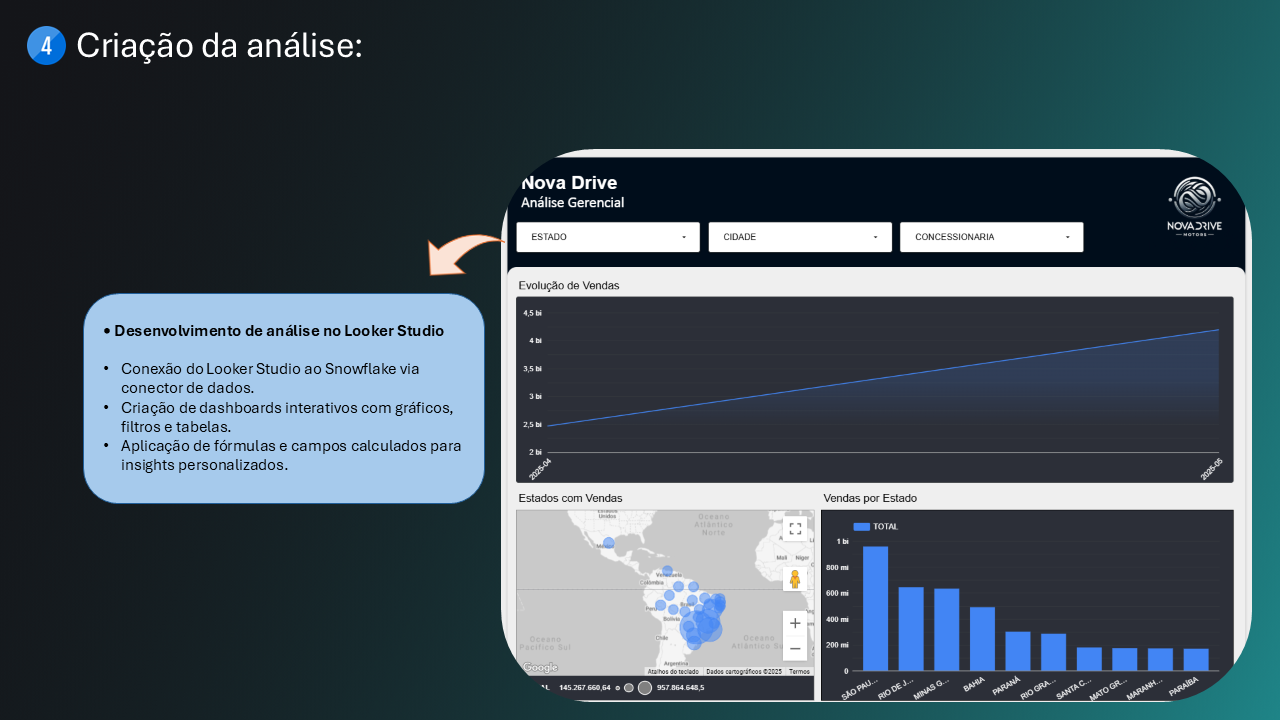 4 Criação da análise:
• Desenvolvimento de análise no Looker Studio
• Conexão do Looker Studio ao Snowflake via
conector de dados.
• Criação de dashboards interativos com gráficos,
filtros e tabelas.
• Aplicação de fórmulas e campos calculados para
insights personalizados.
Nova Drive
Análise Gerencial
NOVA DRIVE
MOTORS
ESTADO
CIDADE
CONCESSIONARIA
Evolução de Vendas
4,5 bi
4 bi
3,5 bi
3 bi
2,5 bi
2 bi
2025-04
2025-05
Estados com Vendas
Estados
Unidos
Oceano
Atlântico
Norte
México
Mali
Níger
Venezuela
Colômbia
Peru
Brasil
Bolívia
Chile
Oceano
Pacífico Sul
Oceano
Atlântico Sul
Argentina
Google
Atalhos do teclado
Dados cartográficos ©2025
Termos
145.267.660,64
957.864.648,5
Vendas por Estado
TOTAL
1 bi
800 mi
600 mi
400 mi
200 mi
0
SÃO PAU...
RIO DE J...
MINAS G...
BAHIA
PARANÁ
RIO GRA...
SANTA C...
MATO GR...
MARANH...
PARAÍBA